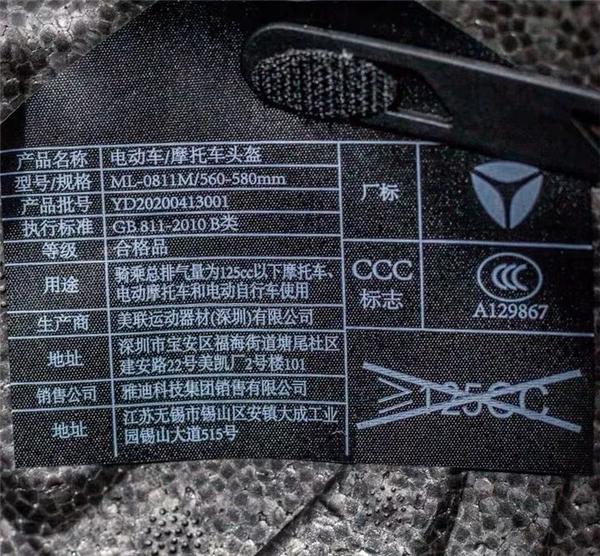 产品名称 电动车/摩托车头盔
型号/规格 ML-0811M/560-580mm
产品批号 YD20200413001
执行标准 GB 811-2010 B类
等级 合格品
用途 骑乘总排气量为125cc以下摩托车、
电动摩托车和电动自行车使用
生产商 美联运动器材(深圳)有限公司
地址 深圳市宝安区福海街道塘尾社区
建安路22号美凯厂2号楼101
销售公司 雅迪科技集团销售有限公司
地址 江苏无锡市锡山区安镇大成工业
园锡山大道515号
厂标
CCC
标志
CCC
A129867
≥125CC